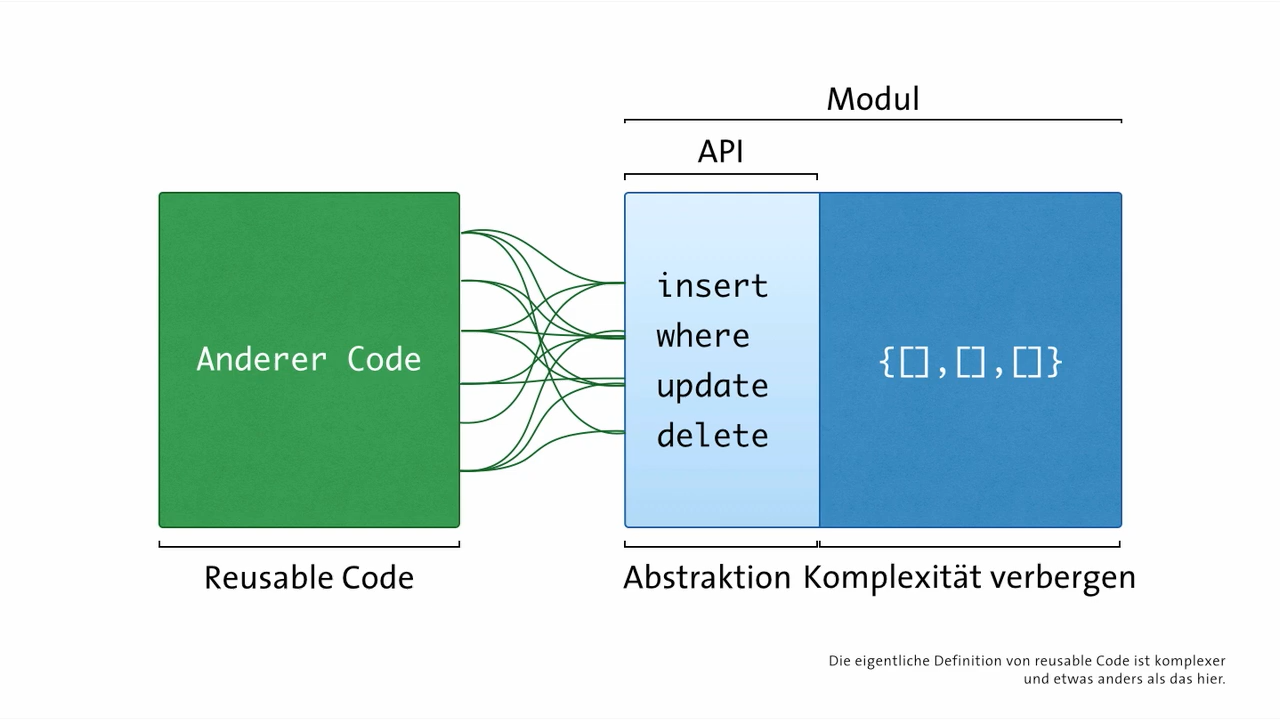 Modul
API
Anderer Code
insert
where
update
delete
{[],[],[]}
Reusable Code
Abstraktion
Komplexität verbergen
Die eigentliche Definition von reusable Code ist komplexer
und etwas anders als das hier.